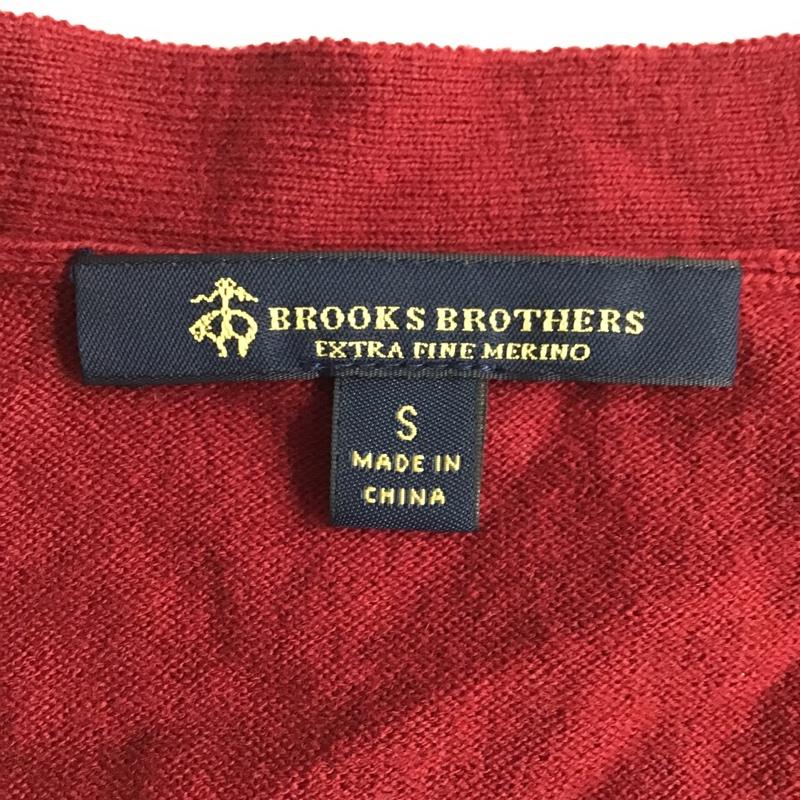 BROOKS BROTHERS
EXTRA FINE MERINO
S
MADE IN
CHINA